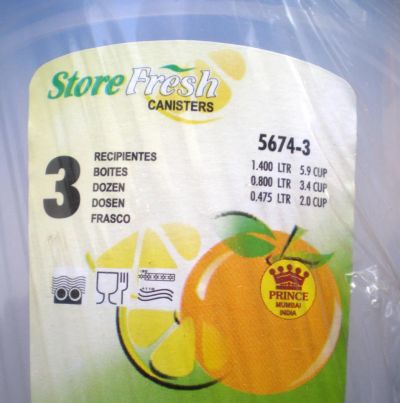 Store Fresh
CANISTERS
5674-3
3
RECIPIENTES
BOITES
DOZEN
DOSEN
FRASCO
1.400 LTR 5.9 CUP
0.800 LTR 3.4 CUP
0.475 LTR 2.0 CUP
PRINCE
MUMBAI
INDIA